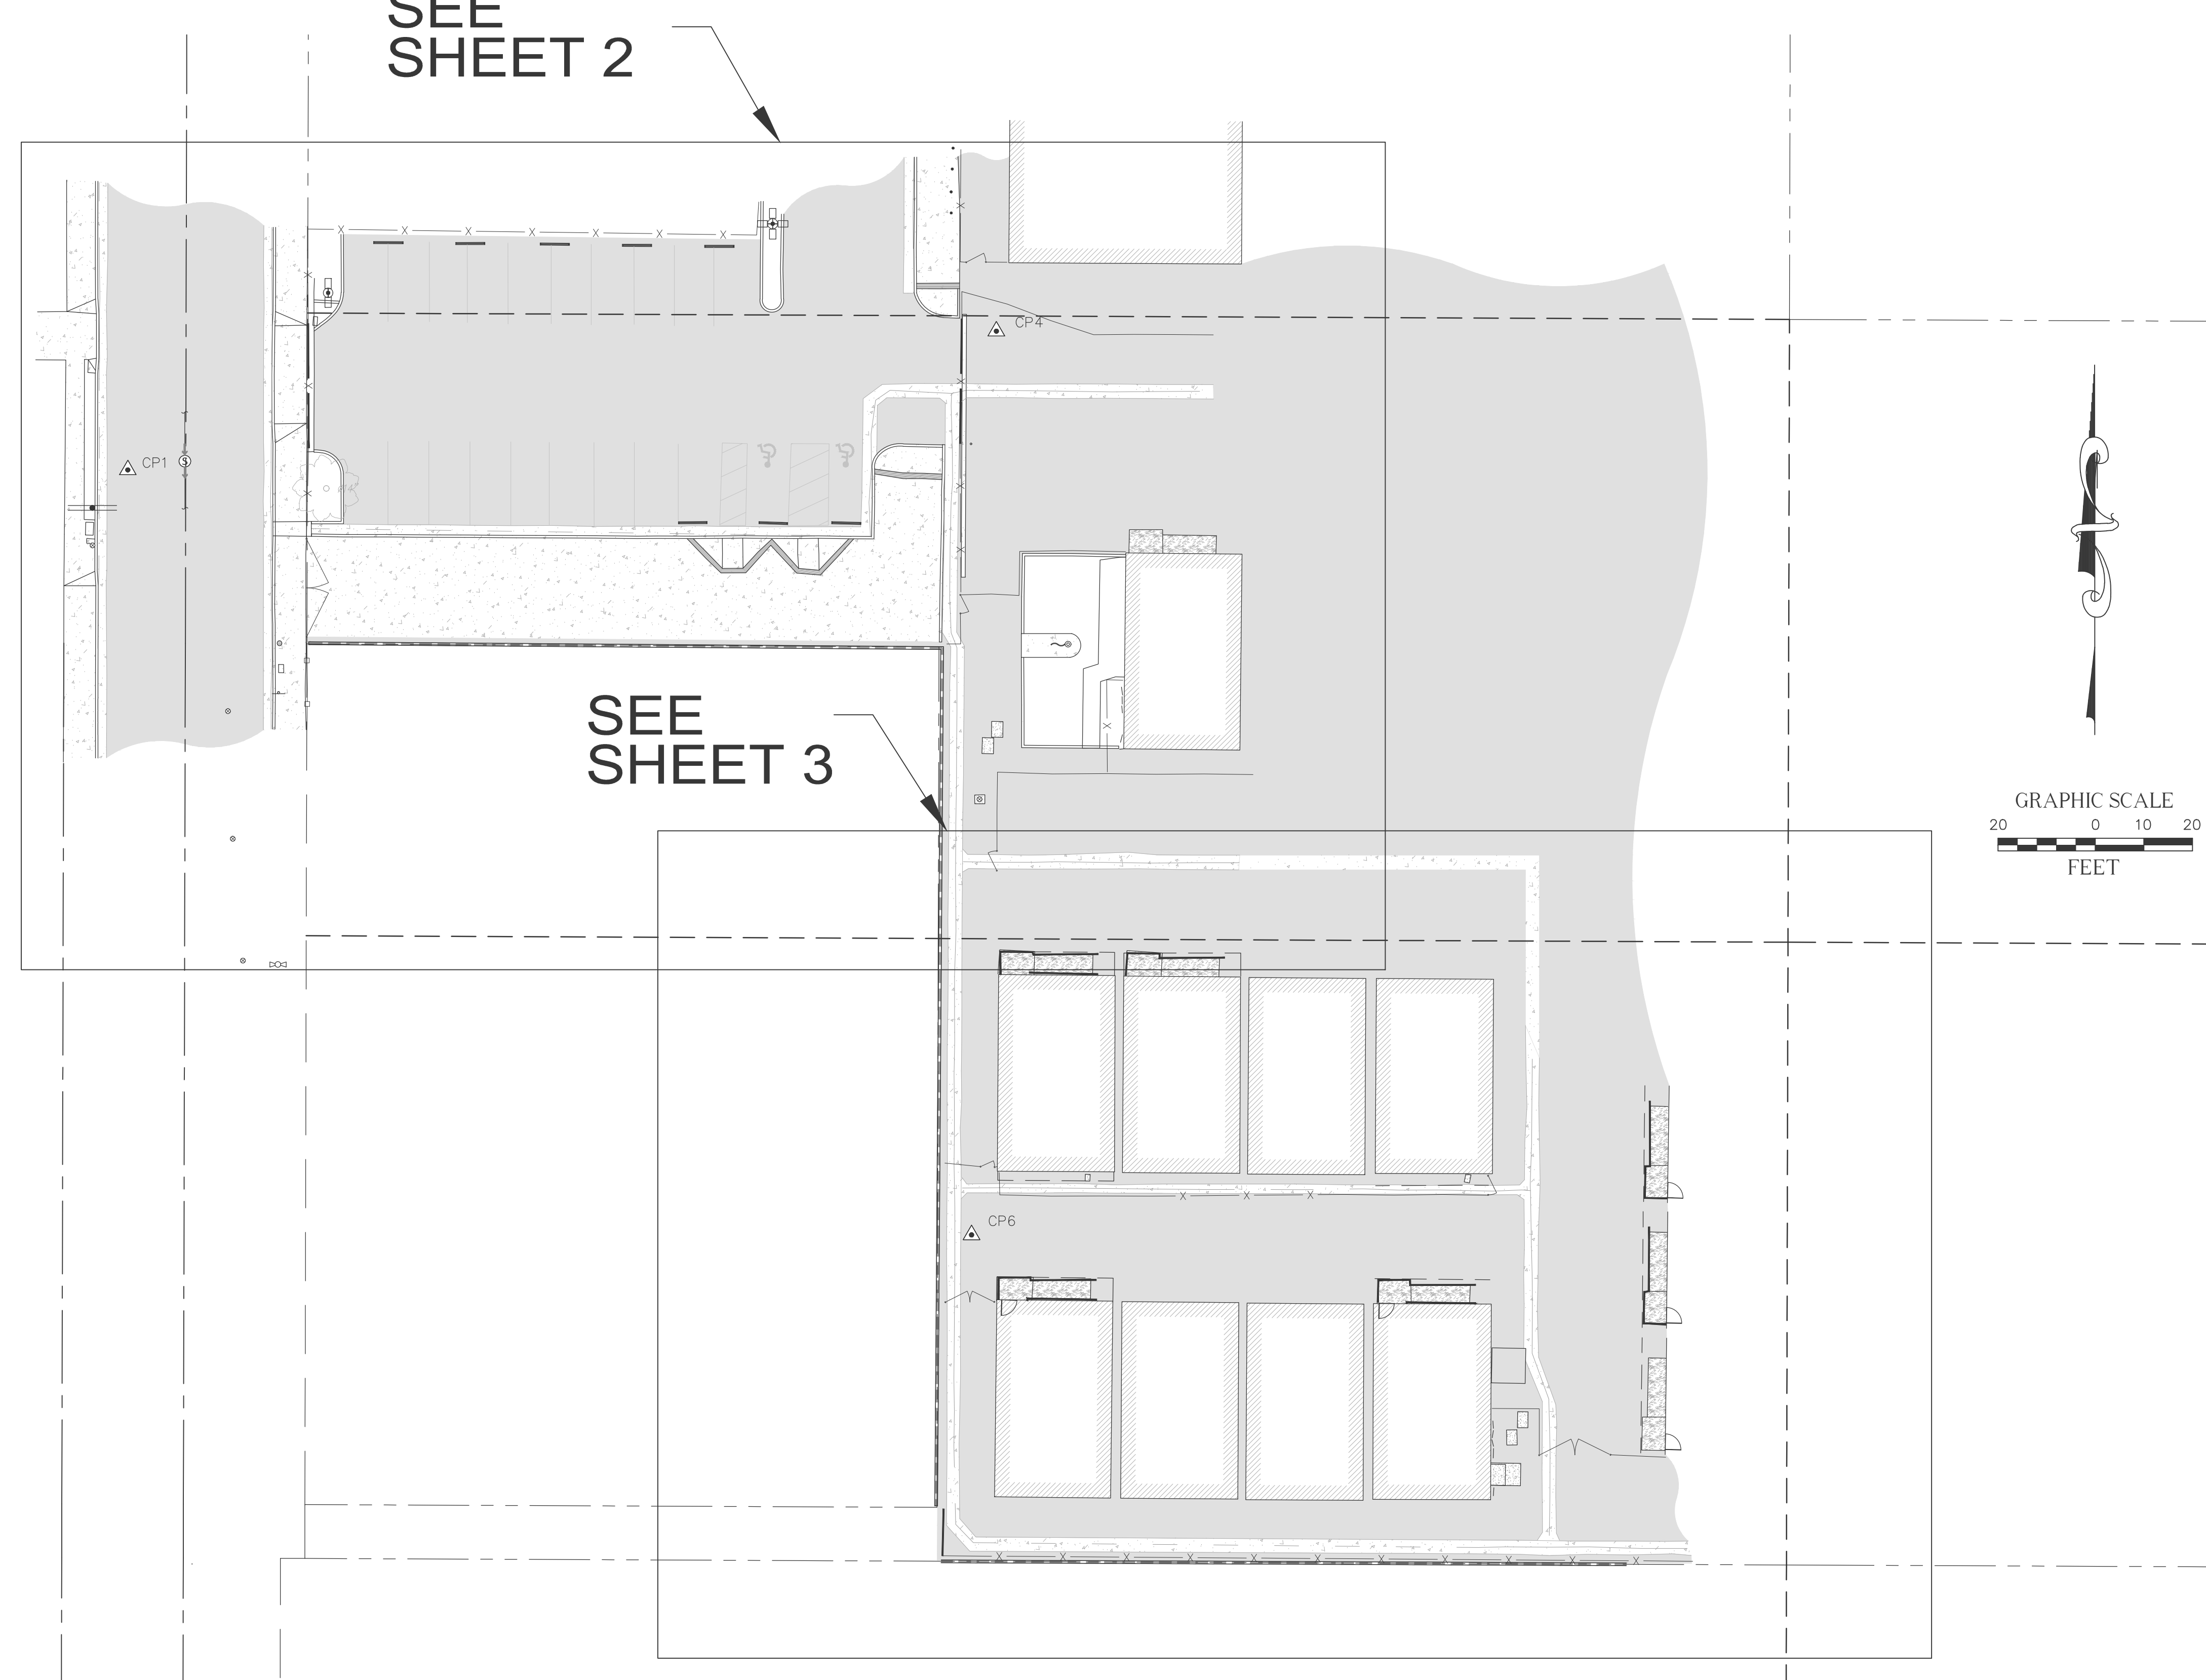 SEE
SHEET 2
CP4
CP1
S
SEE
SHEET 3
GRAPHIC SCALE
20 0 10 20
FEET
CP6